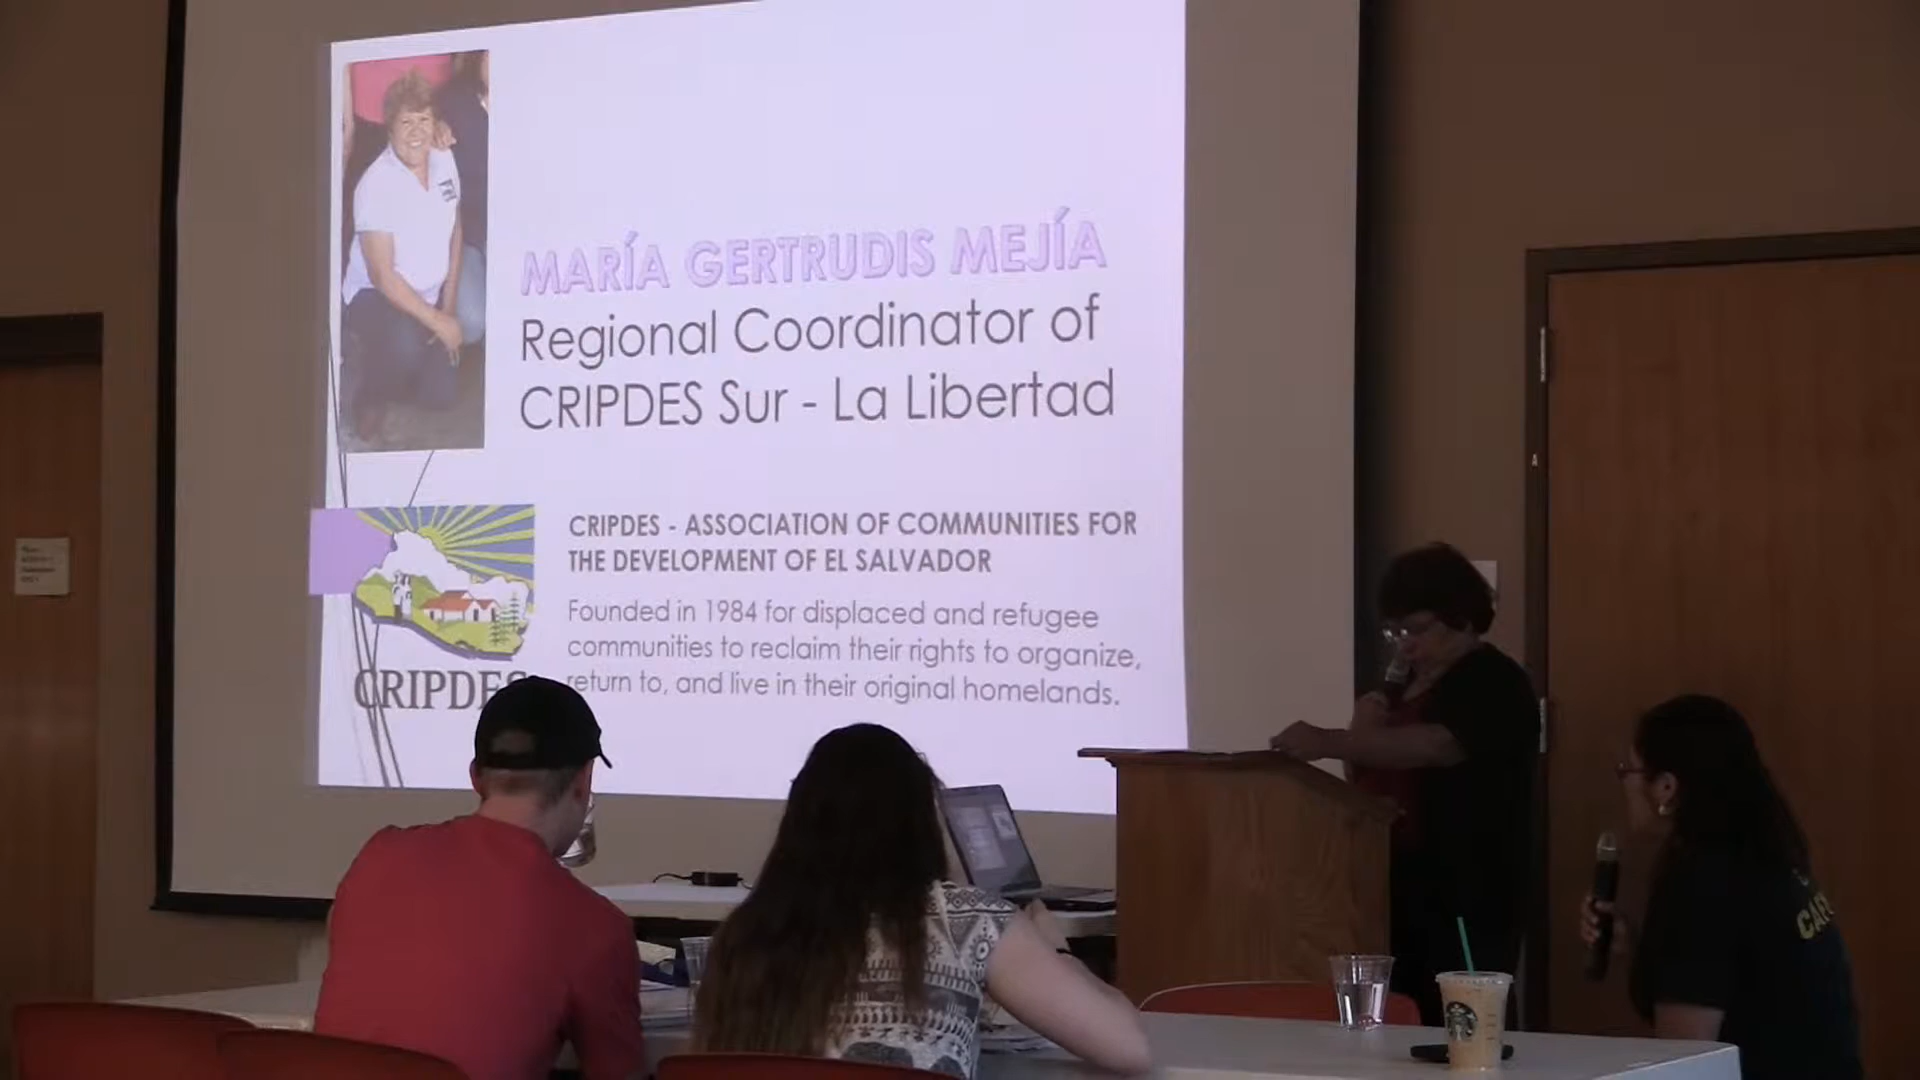 MARÍA GERTRUDIS MEJÍA
Regional Coordinator of
CRIPDES Sur - La Libertad
CRIPDES - ASSOCIATION OF COMMUNITIES FOR
THE DEVELOPMENT OF EL SALVADOR
Founded in 1984 for displaced and refugee
communities to reclaim their rights to organize,
return to, and live in their original homelands.
CRIPDES